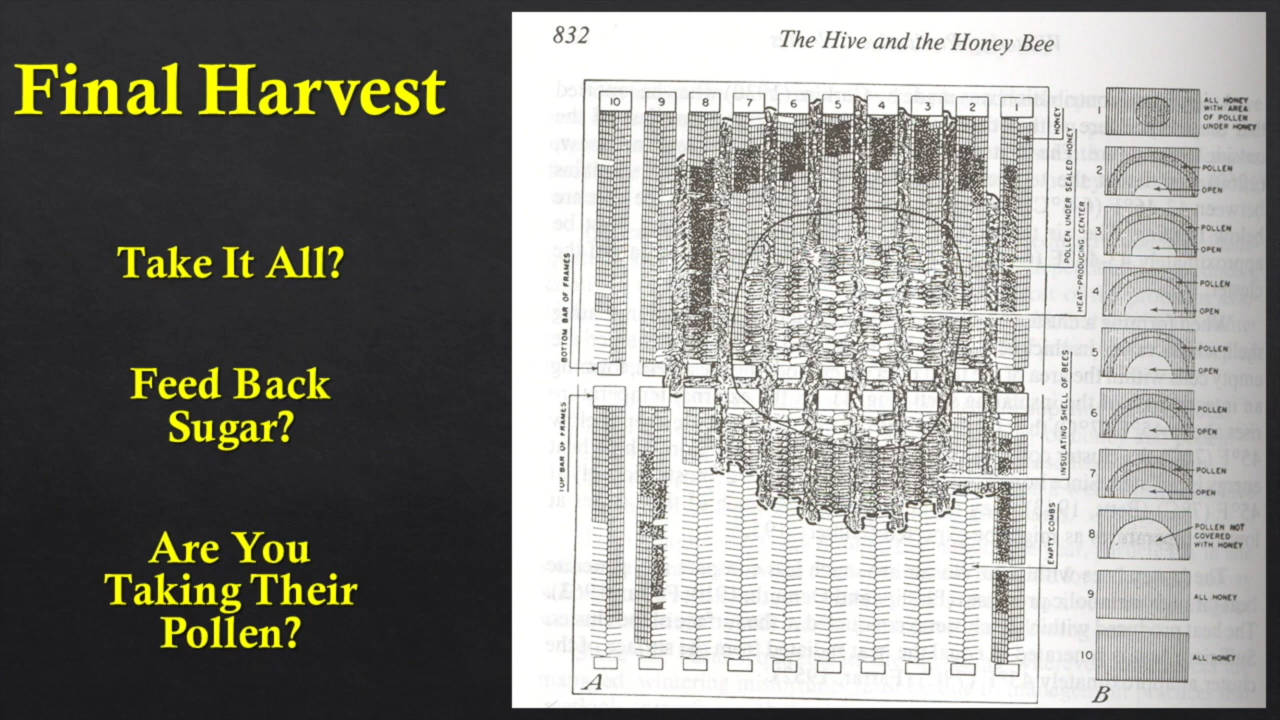 Final Harvest
Take It All?
Feed Back
Sugar?
Are You
Taking Their
Pollen?
832
The Hive and the Honey Bee
10 9 8 7 6 5 4 3 2 1
HONEY
POLLEN UNDER SEALED HONEY
HEAT-PRODUCING CENTER
BOTTOM BAR OF FRAMES
TOP BAR OF FRAMES
INSULATING SHELL OF BEES
EMPTY COMBS
A
1
ALL HONEY
WITH AREA
OF POLLEN
UNDER HONEY
2
POLLEN
OPEN
3
POLLEN
OPEN
4
POLLEN
OPEN
5
POLLEN
OPEN
6
POLLEN
OPEN
7
POLLEN
OPEN
8
POLLEN NOT
COVERED
WITH HONEY
9
ALL HONEY
10
ALL HONEY
B